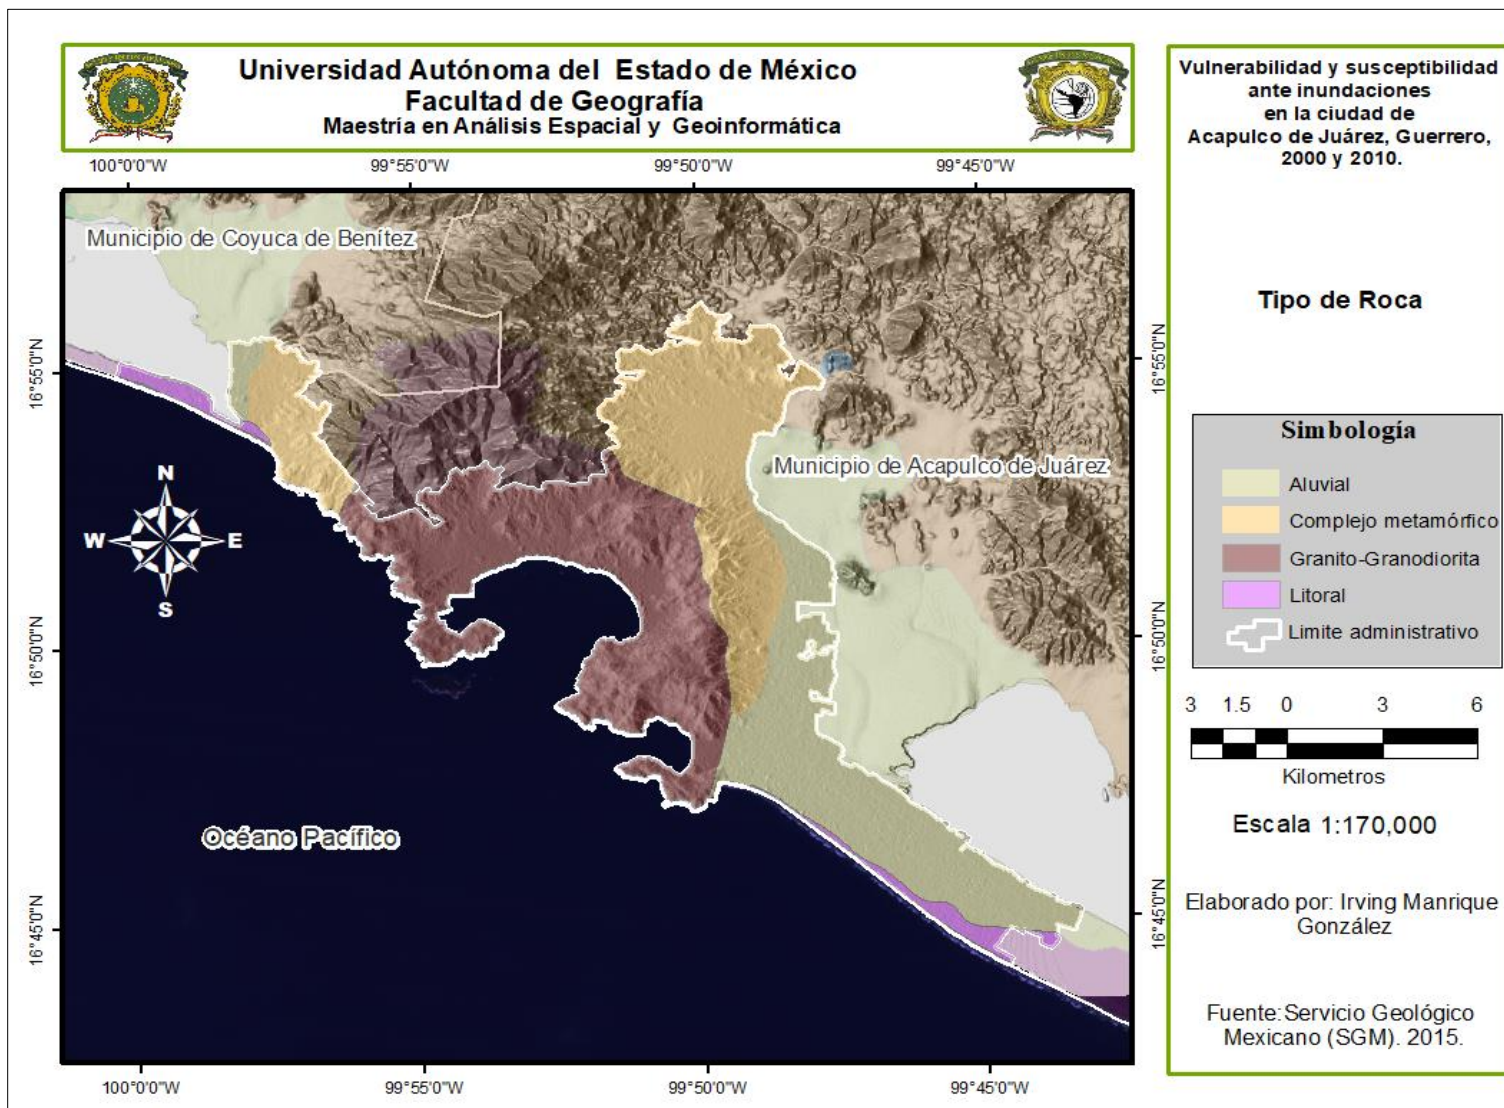 Universidad Autónoma del Estado de México
Facultad de Geografía
Maestría en Análisis Espacial y Geoinformática
Vulnerabilidad y susceptibilidad
ante inundaciones
en la ciudad de
Acapulco de Juárez, Guerrero,
2000 y 2010.
Tipo de Roca
100°0'0"W
99°55'0"W
99°50'0"W
99°45'0"W
Municipio de Coyuca de Benítez
Municipio de Acapulco de Juárez
16°55'0"N
16°50'0"N
16°45'0"N
16°55'0"N
16°50'0"N
16°45'0"N
N
W
E
S
Océano Pacífico
100°0'0"W
99°55'0"W
99°50'0"W
99°45'0"W
Simbología
Aluvial
Complejo metamórfico
Granito-Granodiorita
Litoral
Limite administrativo
3 1.5 0 3 6
Kilometros
Escala 1:170,000
Elaborado por: Irving Manrique
González
Fuente:Servicio Geológico
Mexicano (SGM). 2015.